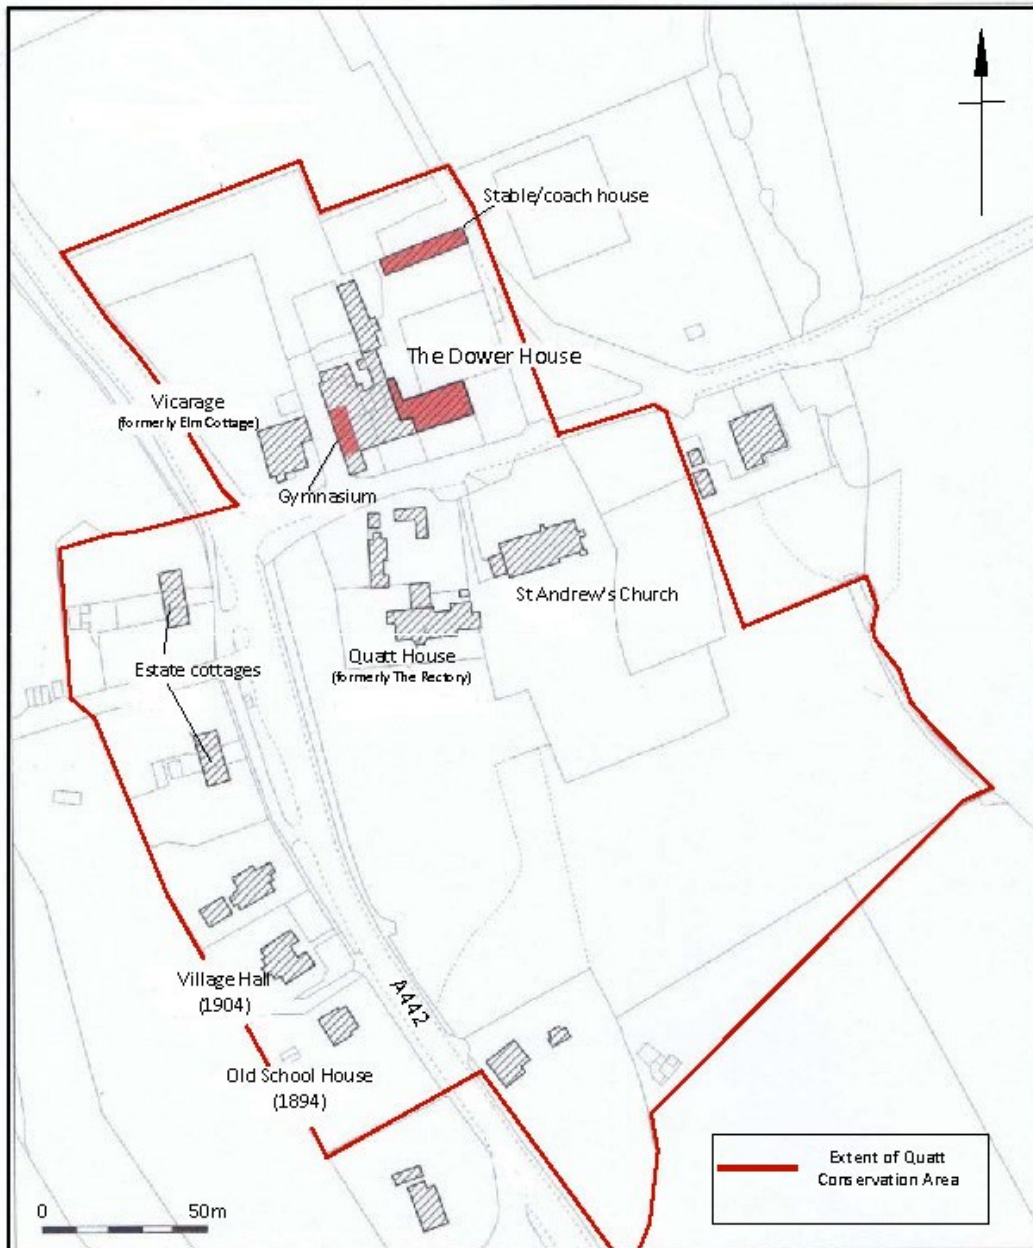 Stable/coach house
The Dower House
Vicarage
(formerly Elm Cottage)
Gymnasium
St Andrew's Church
Quatt House
(formerly The Rectory)
Estate cottages
Village Hall
(1904)
A442
Old School House
(1894)
Extent of Quatt
Conservation Area
0 50m